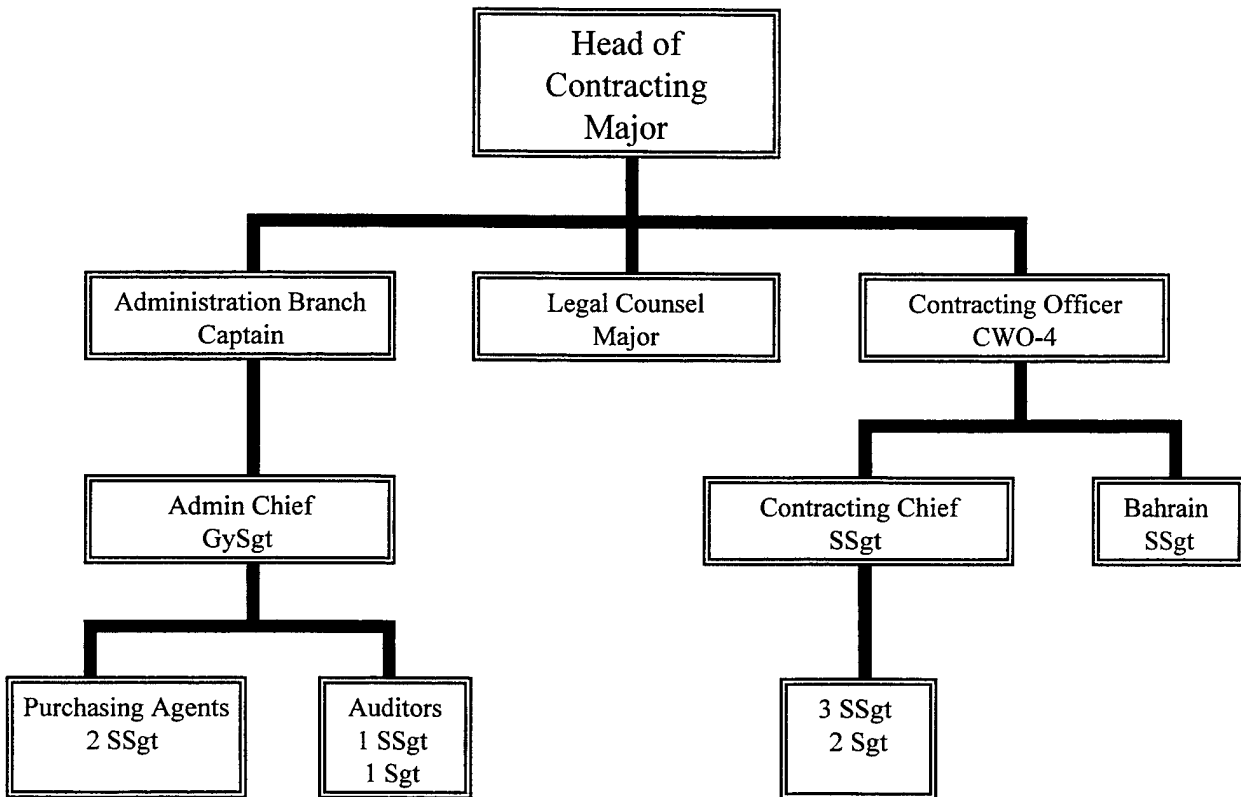 Head of
Contracting
Major
Administration Branch
Captain
Legal Counsel
Major
Contracting Officer
CWO-4
Admin Chief
GySgt
Contracting Chief
SSgt
Bahrain
SSgt
Purchasing Agents
2 SSgt
Auditors
1 SSgt
1 Sgt
3 SSgt
2 Sgt